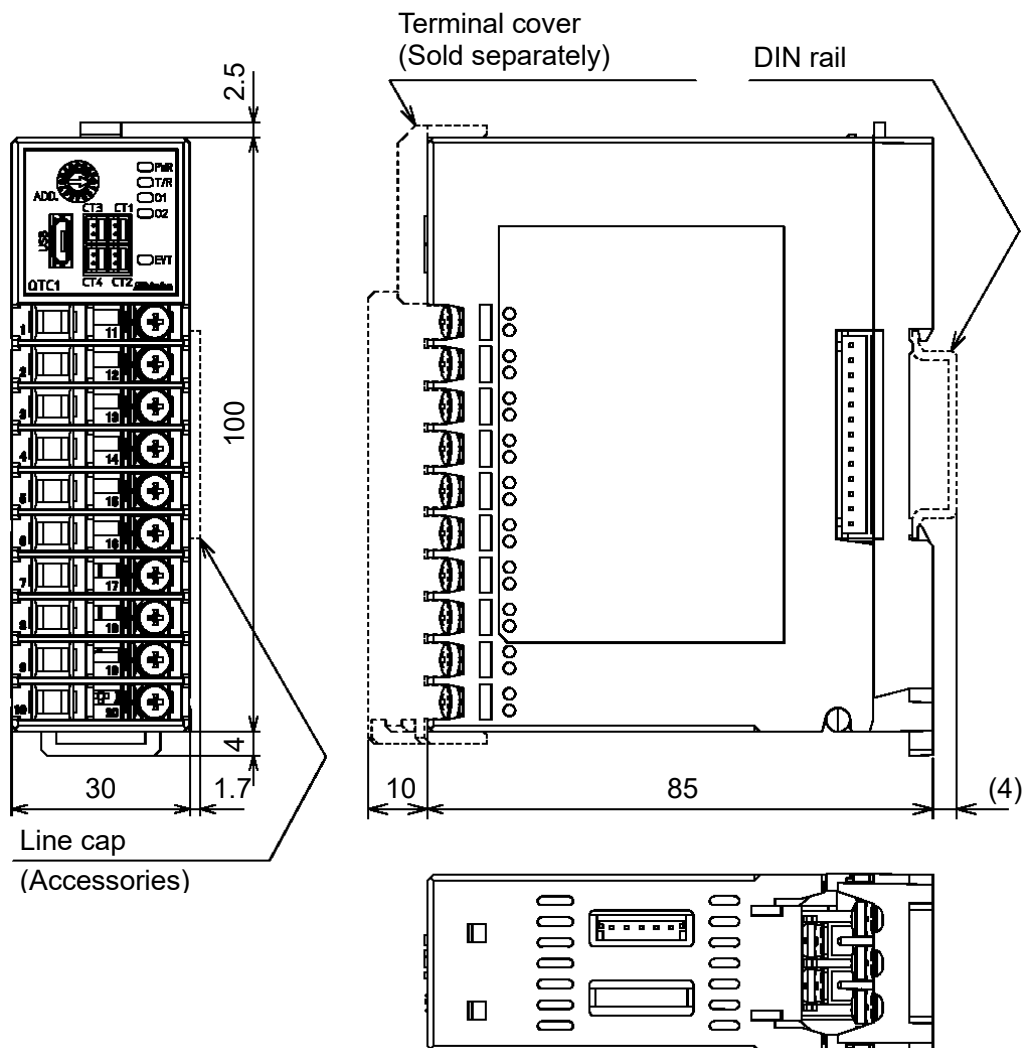 Terminal cover
(Sold separately)
DIN rail
2.5
PWR
T/R
O1
O2
ADD.
CT3 CT1
USB
EVT
CT4 CT2
QTC1
1 11
2 12
3 13
4 14
5 15
6 16
7 17
8 18
9 19
10 20
100
4
30
1.7
10
85
(4)
Line cap
(Accessories)